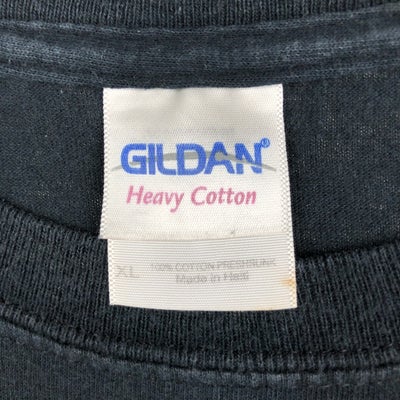 GILDAN®
Heavy Cotton
XL
100% COTTON PRESHRUNK
Made in Haiti